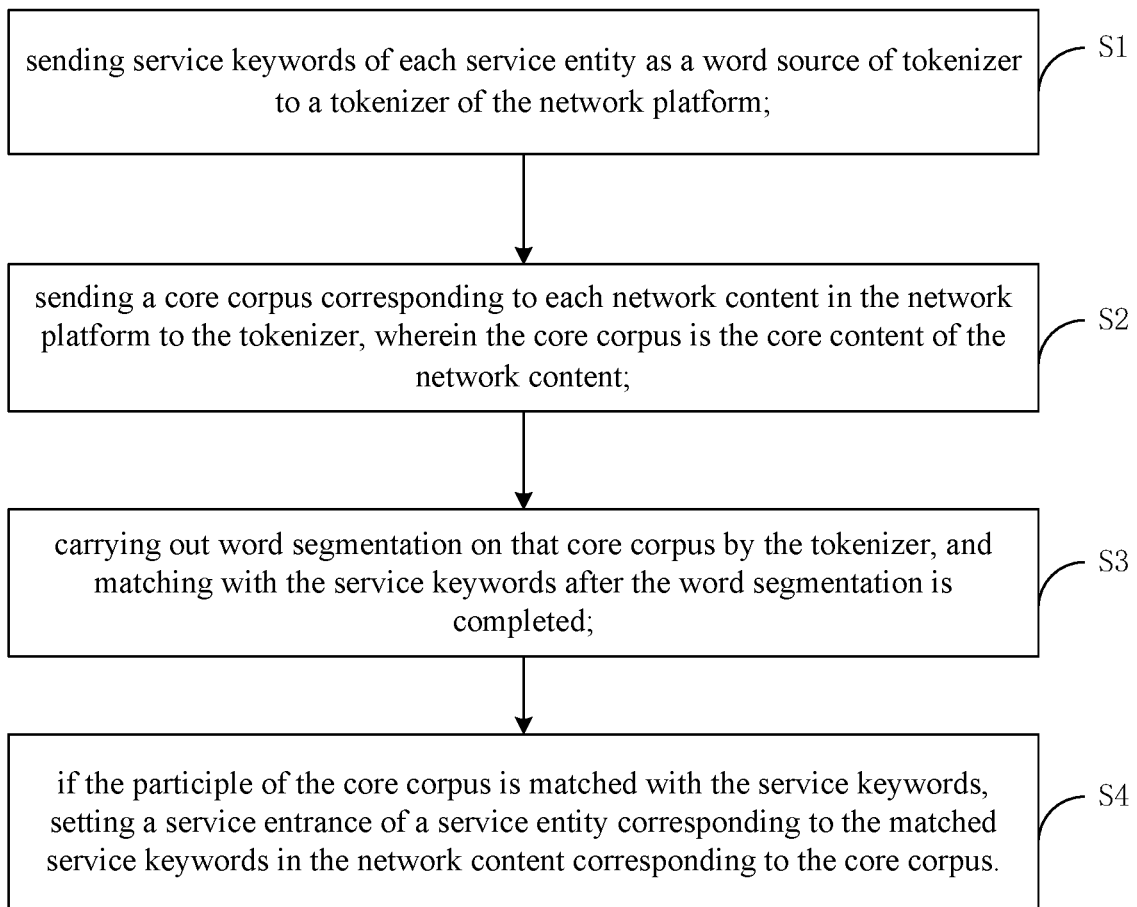 sending service keywords of each service entity as a word source of tokenizer
to a tokenizer of the network platform;
S1
sending a core corpus corresponding to each network content in the network
platform to the tokenizer, wherein the core corpus is the core content of the
network content;
S2
carrying out word segmentation on that core corpus by the tokenizer, and
matching with the service keywords after the word segmentation is
completed;
S3
if the participle of the core corpus is matched with the service keywords,
setting a service entrance of a service entity corresponding to the matched
service keywords in the network content corresponding to the core corpus.
S4